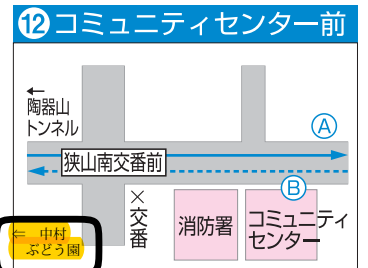 ⑫コミュニティセンター前
←
陶器山
トンネル
Ⓐ
狭山南交番前
Ⓑ
×
交番
消防署
コミュニティ
センター
⇐ 中村
ぶどう園